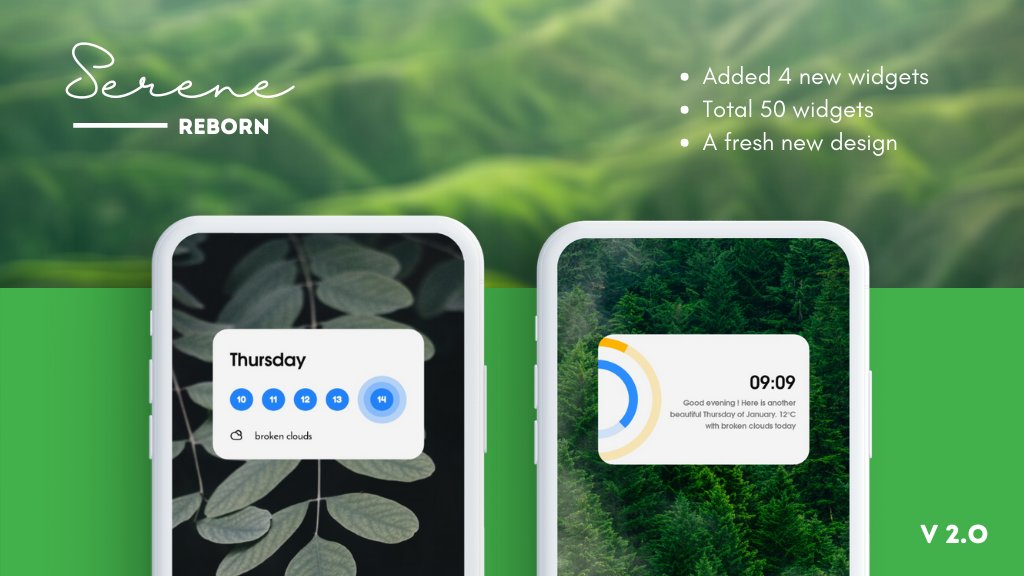 Serene
REBORN
• Added 4 new widgets
• Total 50 widgets
• A fresh new design
Thursday
10 11 12 13 14
broken clouds
09:09
Good evening ! Here is another
beautiful Thursday of January. 12°C
with broken clouds today
V 2.0